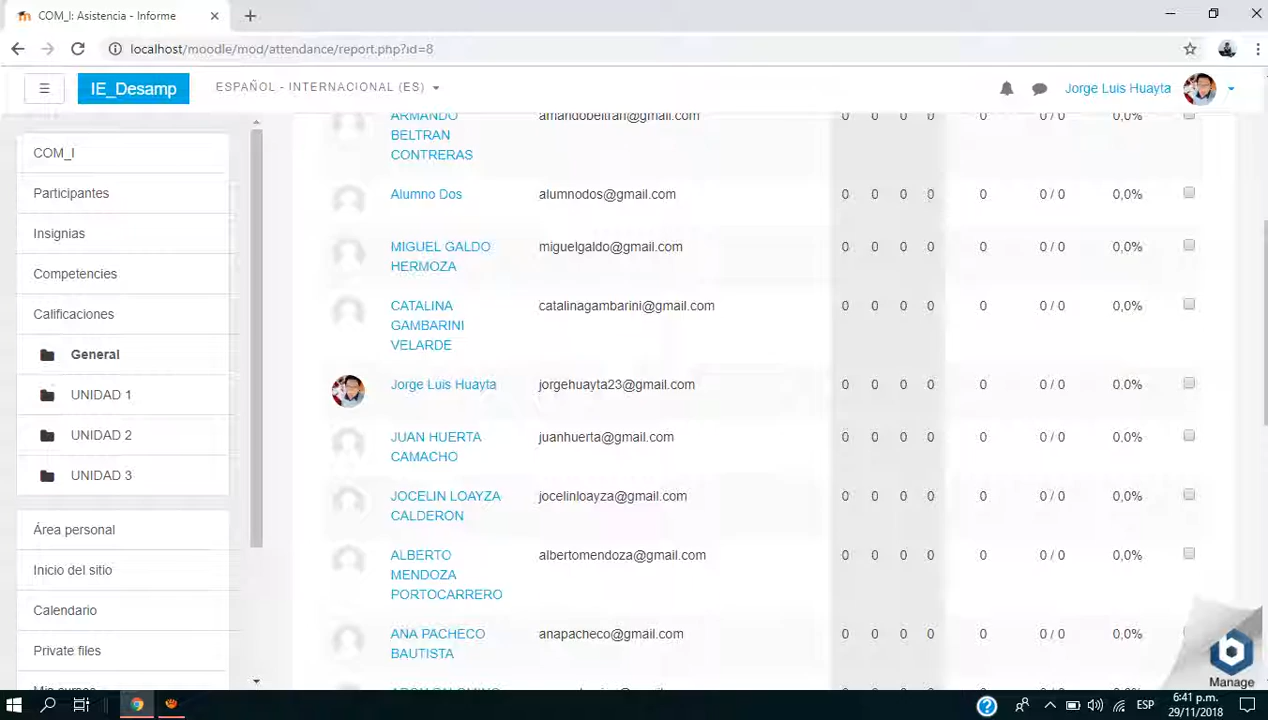 COM_I: Asistencia - Informe
localhost/moodle/mod/attendance/report.php?id=8
IE_Desamp
ESPAÑOL - INTERNACIONAL (ES)
Jorge Luis Huayta
COM_I
Participantes
Insignias
Competencies
Calificaciones
General
UNIDAD 1
UNIDAD 2
UNIDAD 3
Área personal
Inicio del sitio
Calendario
Private files
Mis cursos
ARMANDO amandobeltran@gmail.com 0 0 0 0 0 0 / 0 0,0%
BELTRAN
CONTRERAS
Alumno Dos alumnodos@gmail.com 0 0 0 0 0 0 / 0 0,0%
MIGUEL GALDO miguelgaldo@gmail.com 0 0 0 0 0 0 / 0 0,0%
HERMOZA
CATALINA catalinagambarini@gmail.com 0 0 0 0 0 0 / 0 0,0%
GAMBARINI
VELARDE
Jorge Luis Huayta jorgehuayta23@gmail.com 0 0 0 0 0 0 / 0 0,0%
JUAN HUERTA juanhuerta@gmail.com 0 0 0 0 0 0 / 0 0,0%
CAMACHO
JOCELIN LOAYZA jocelinloayza@gmail.com 0 0 0 0 0 0 / 0 0,0%
CALDERON
ALBERTO albertomendoza@gmail.com 0 0 0 0 0 0 / 0 0,0%
MENDOZA
PORTOCARRERO
ANA PACHECO anapacheco@gmail.com 0 0 0 0 0 0 / 0 0,0%
BAUTISTA
b
Manage
ESP
6:41 p.m.
29/11/2018